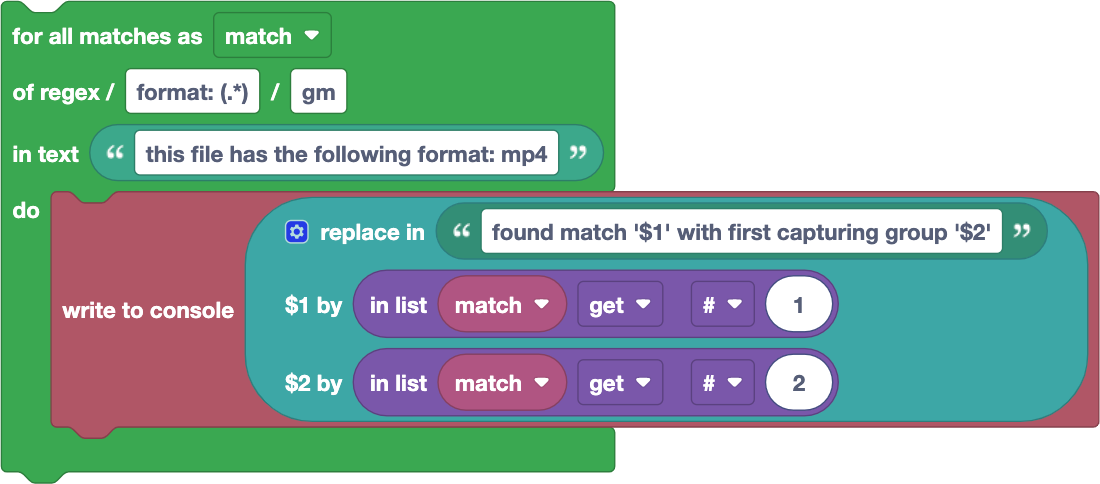 for all matches as match
of regex / format: (.*) / gm
in text “ this file has the following format: mp4 ”
do
replace in “ found match '$1' with first capturing group '$2' ”
write to console
$1 by in list match get # 1
$2 by in list match get # 2